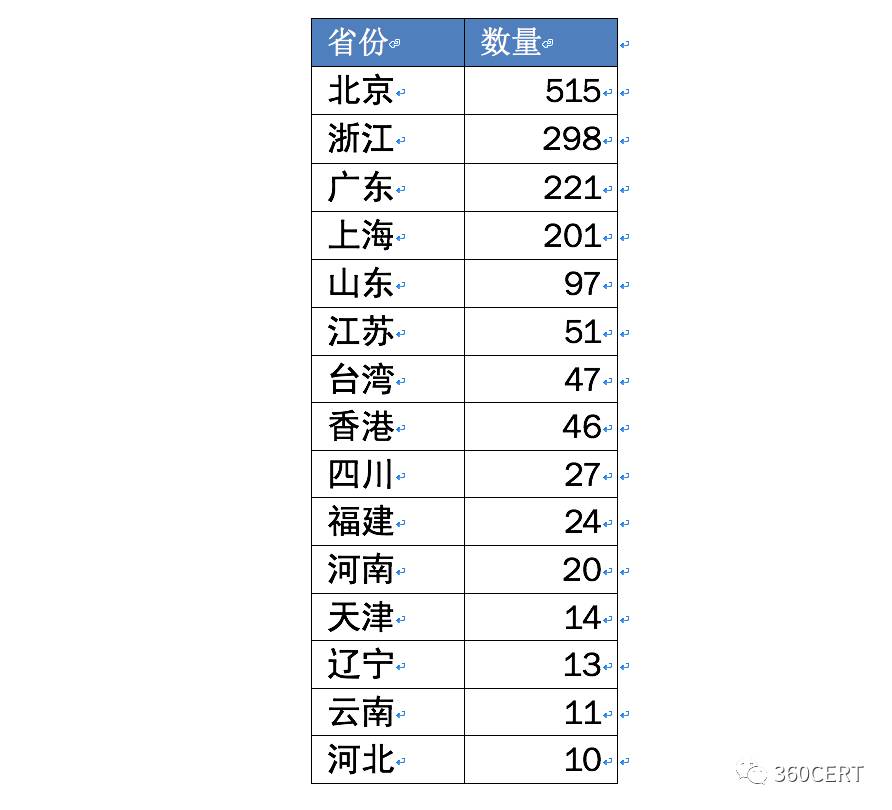 省份 数量
北京 515
浙江 298
广东 221
上海 201
山东 97
江苏 51
台湾 47
香港 46
四川 27
福建 24
河南 20
天津 14
辽宁 13
云南 11
河北 10
360CERT